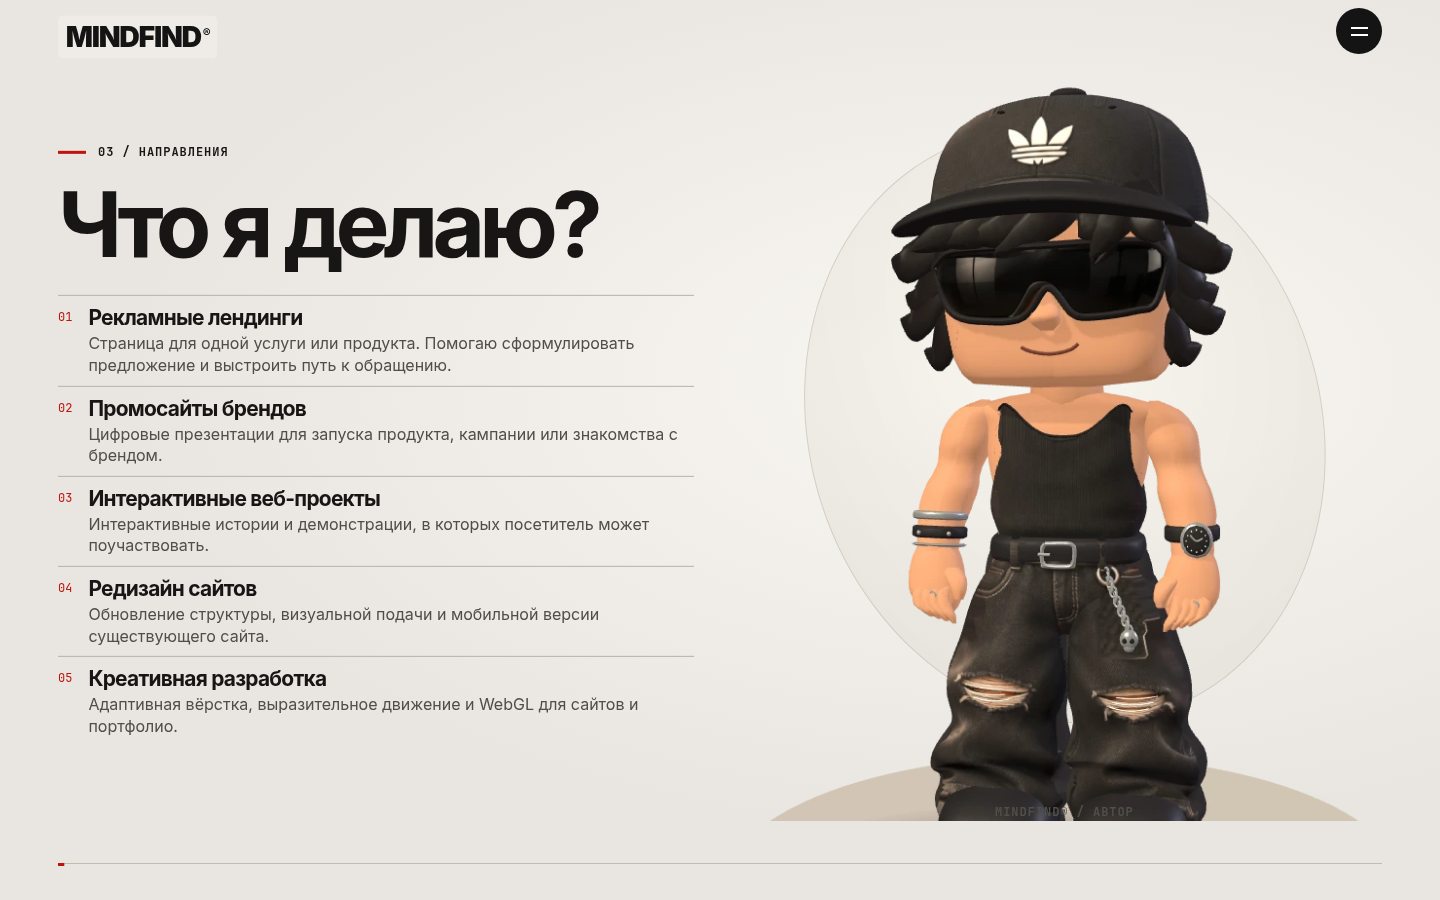 MINDFIND®
03 / НАПРАВЛЕНИЯ
Что я делаю?
01 Рекламные лендинги
Страница для одной услуги или продукта. Помогаю сформулировать
предложение и выстроить путь к обращению.
02 Промосайты брендов
Цифровые презентации для запуска продукта, кампании или знакомства с
брендом.
03 Интерактивные веб-проекты
Интерактивные истории и демонстрации, в которых посетитель может
поучаствовать.
04 Редизайн сайтов
Обновление структуры, визуальной подачи и мобильной версии
существующего сайта.
05 Креативная разработка
Адаптивная вёрстка, выразительное движение и WebGL для сайтов и
портфолио.
MINDFIND® / АВТОР